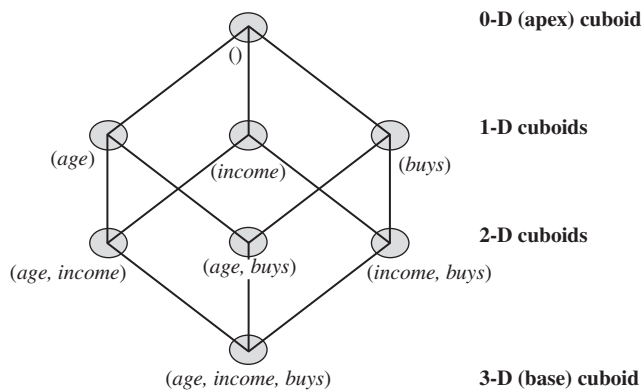 0-D (apex) cuboid
()
1-D cuboids
(age)
(income)
(buys)
2-D cuboids
(age, income)
(age, buys)
(income, buys)
(age, income, buys)
3-D (base) cuboid